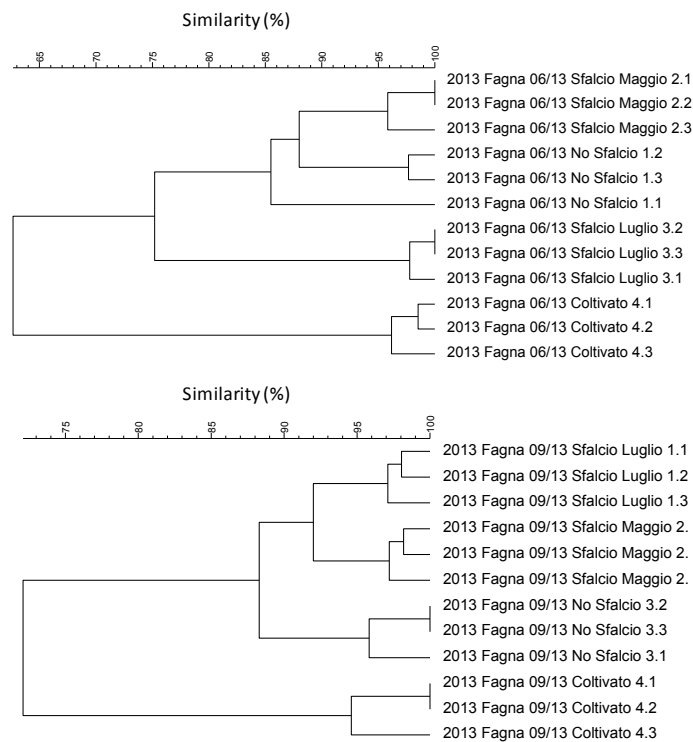 Similarity (%)
65 70 75 80 85 90 95 100
2013 Fagna 06/13 Sfalcio Maggio 2.1
2013 Fagna 06/13 Sfalcio Maggio 2.2
2013 Fagna 06/13 Sfalcio Maggio 2.3
2013 Fagna 06/13 No Sfalcio 1.2
2013 Fagna 06/13 No Sfalcio 1.3
2013 Fagna 06/13 No Sfalcio 1.1
2013 Fagna 06/13 Sfalcio Luglio 3.2
2013 Fagna 06/13 Sfalcio Luglio 3.3
2013 Fagna 06/13 Sfalcio Luglio 3.1
2013 Fagna 06/13 Coltivato 4.1
2013 Fagna 06/13 Coltivato 4.2
2013 Fagna 06/13 Coltivato 4.3
Similarity (%)
75 80 85 90 95 100
2013 Fagna 09/13 Sfalcio Luglio 1.1
2013 Fagna 09/13 Sfalcio Luglio 1.2
2013 Fagna 09/13 Sfalcio Luglio 1.3
2013 Fagna 09/13 Sfalcio Maggio 2.
2013 Fagna 09/13 Sfalcio Maggio 2.
2013 Fagna 09/13 Sfalcio Maggio 2.
2013 Fagna 09/13 No Sfalcio 3.2
2013 Fagna 09/13 No Sfalcio 3.3
2013 Fagna 09/13 No Sfalcio 3.1
2013 Fagna 09/13 Coltivato 4.1
2013 Fagna 09/13 Coltivato 4.2
2013 Fagna 09/13 Coltivato 4.3